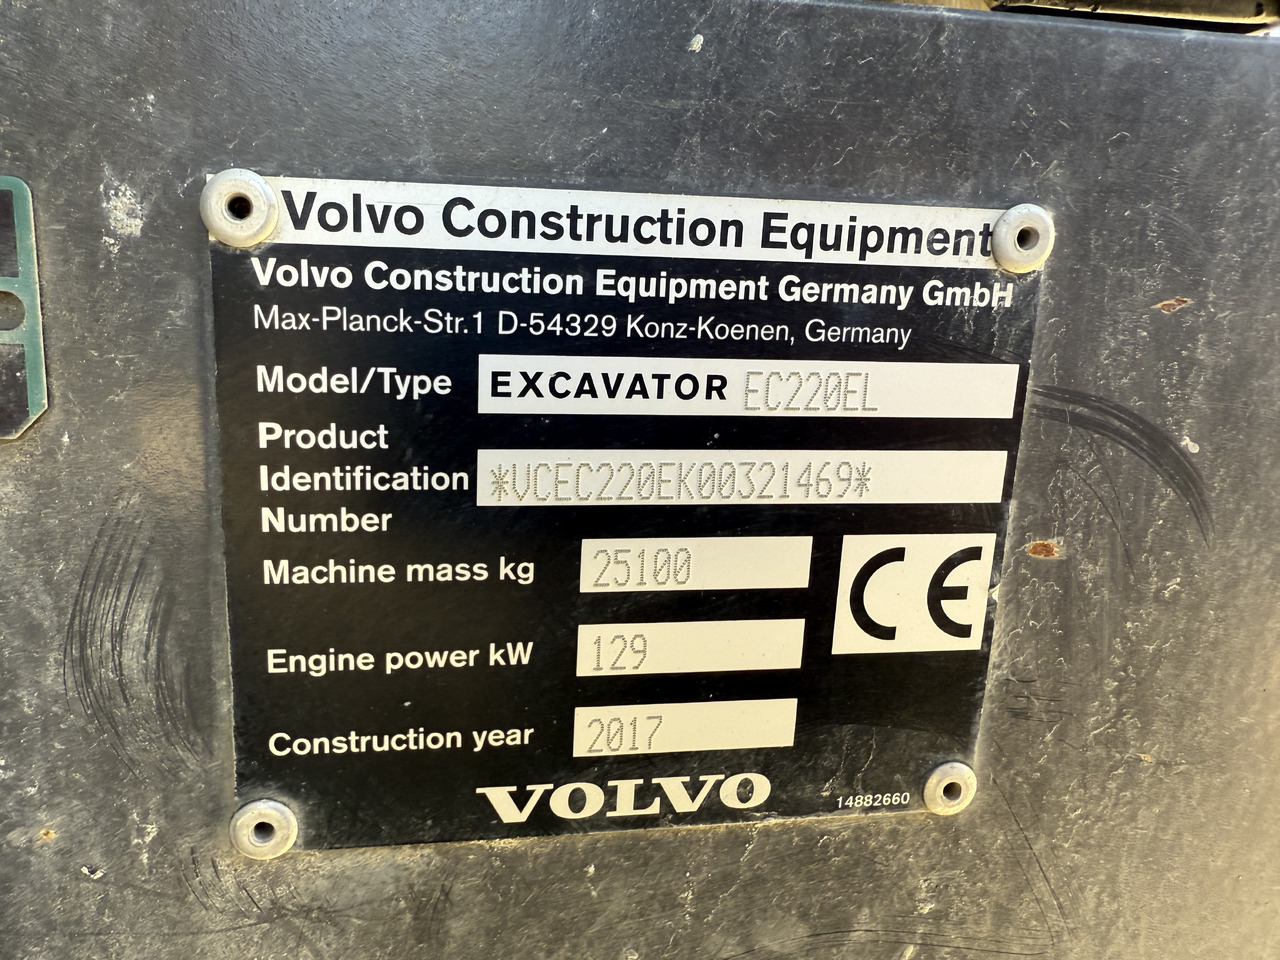 Volvo Construction Equipment
Volvo Construction Equipment Germany GmbH
Max-Planck-Str.1 D-54329 Konz-Koenen, Germany
Model/Type EXCAVATOR EC220EL
Product
Identification *VCEC220EK00321469*
Number
Machine mass kg 25100
CE
Engine power kW 129
Construction year 2017
VOLVO
14882660